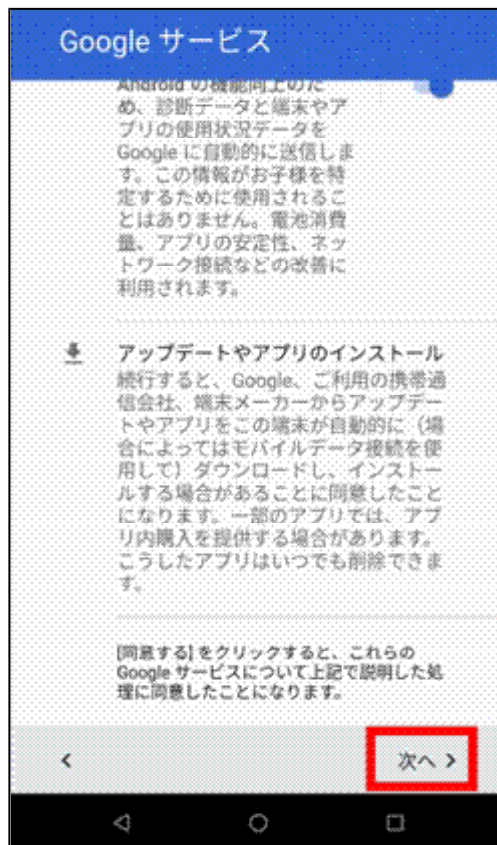 Google サービス
Android の機能向上のた
め、診断データと端末やア
プリの使用状況データを
Google に自動的に送信しま
す。この情報がお子様を特
定するために使用されるこ
とはありません。電池消費
量、アプリの安定性、ネッ
トワーク接続などの改善に
利用されます。
アップデートやアプリのインストール
続行すると、Google、ご利用の携帯通
信会社、端末メーカーからアップデー
トやアプリをこの端末が自動的に（場
合によってはモバイルデータ接続を使
用して）ダウンロードし、インストー
ルする場合があることに同意したこと
になります。一部のアプリでは、アプ
リ内購入を提供する場合があります。
こうしたアプリはいつでも削除できま
す。
[同意する] をクリックすると、これらの
Google サービスについて上記で説明した処
理に同意したことになります。
次へ